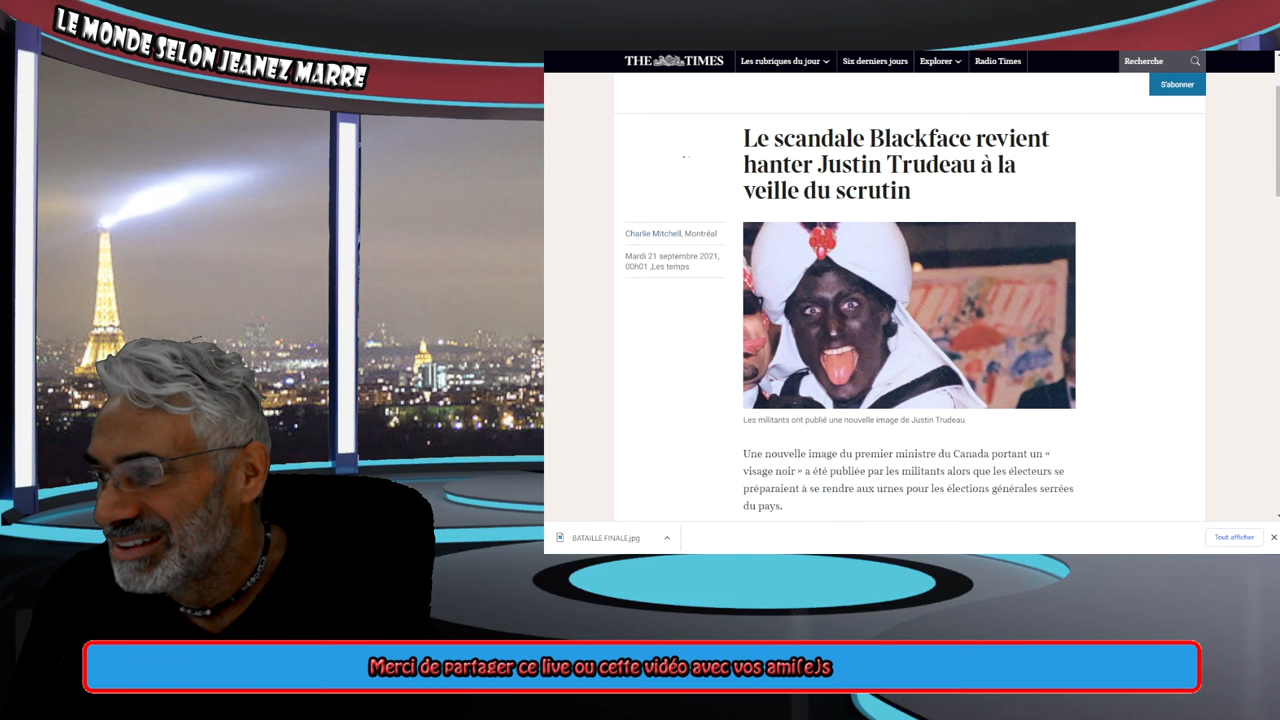 LE MONDE SELON JEANEZ MARRE
THE TIMES
Les rubriques du jour
Six derniers jours
Explorer
Radio Times
Recherche
S'abonner
Le scandale Blackface revient
hanter Justin Trudeau à la
veille du scrutin
Charlie Mitchell, Montréal
Mardi 21 septembre 2021,
00h01 ,Les temps
Les militants ont publié une nouvelle image de Justin Trudeau
Une nouvelle image du premier ministre du Canada portant un «
visage noir » a été publiée par les militants alors que les électeurs se
préparaient à se rendre aux urnes pour les élections générales serrées
du pays.
BATAILLE FINALE.jpg
Tout afficher
Merci de partager ce live ou cette vidéo avec vos ami(e)s